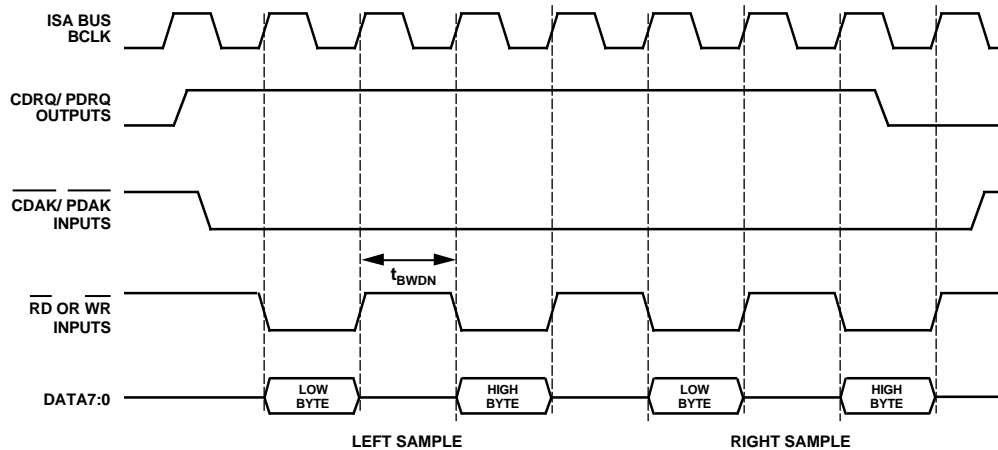 ISA BUS
BCLK
CDRQ/ PDRQ
OUTPUTS
CDAK/ PDAK
INPUTS
tBWDN
RD OR WR
INPUTS
DATA7:0
LOW
BYTE
HIGH
BYTE
LOW
BYTE
HIGH
BYTE
LEFT SAMPLE
RIGHT SAMPLE